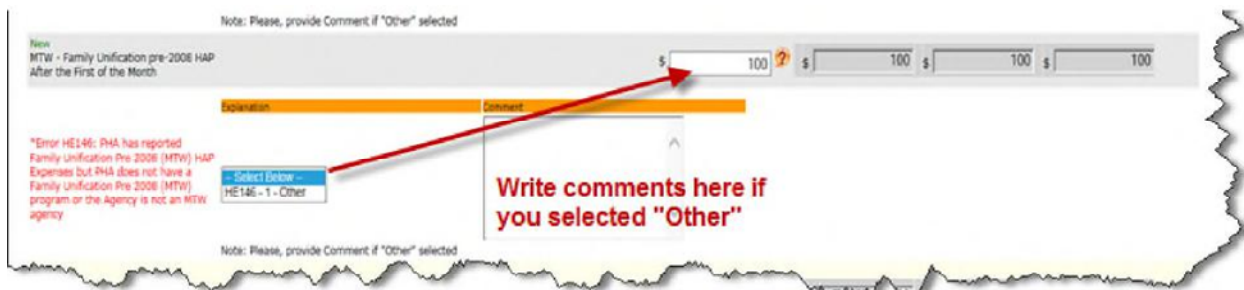 Note: Please, provide Comment if "Other" selected
New
MTW - Family Unification pre-2008 HAP
After the First of the Month
$ 100 ? $ 100 $ 100 $ 100
Explanation Comment
*Error HE146: PHA has reported
Family Unification Pre 2008 (MTW) HAP
Expenses but PHA does not have a
Family Unification Pre 2008 (MTW)
program or the Agency is not an MTW
agency
-- Select Below --
HE146 - 1 - Other
Write comments here if
you selected "Other"
Note: Please, provide Comment if "Other" selected